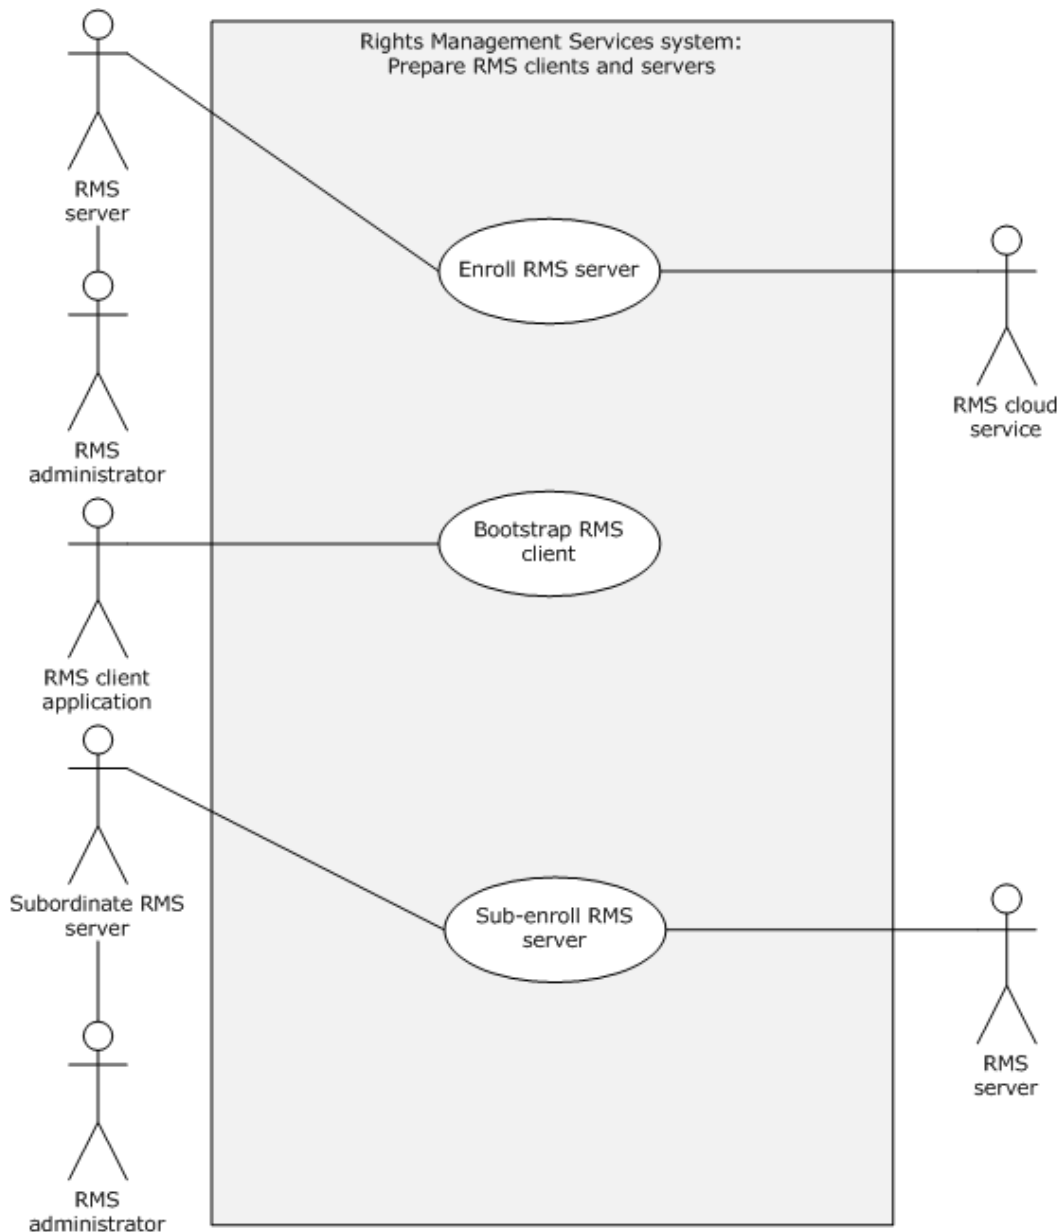 Rights Management Services system:
Prepare RMS clients and servers
RMS
server
Enroll RMS server
RMS cloud
service
RMS
administrator
Bootstrap RMS
client
RMS client
application
Subordinate RMS
server
Sub-enroll RMS
server
RMS
server
RMS
administrator